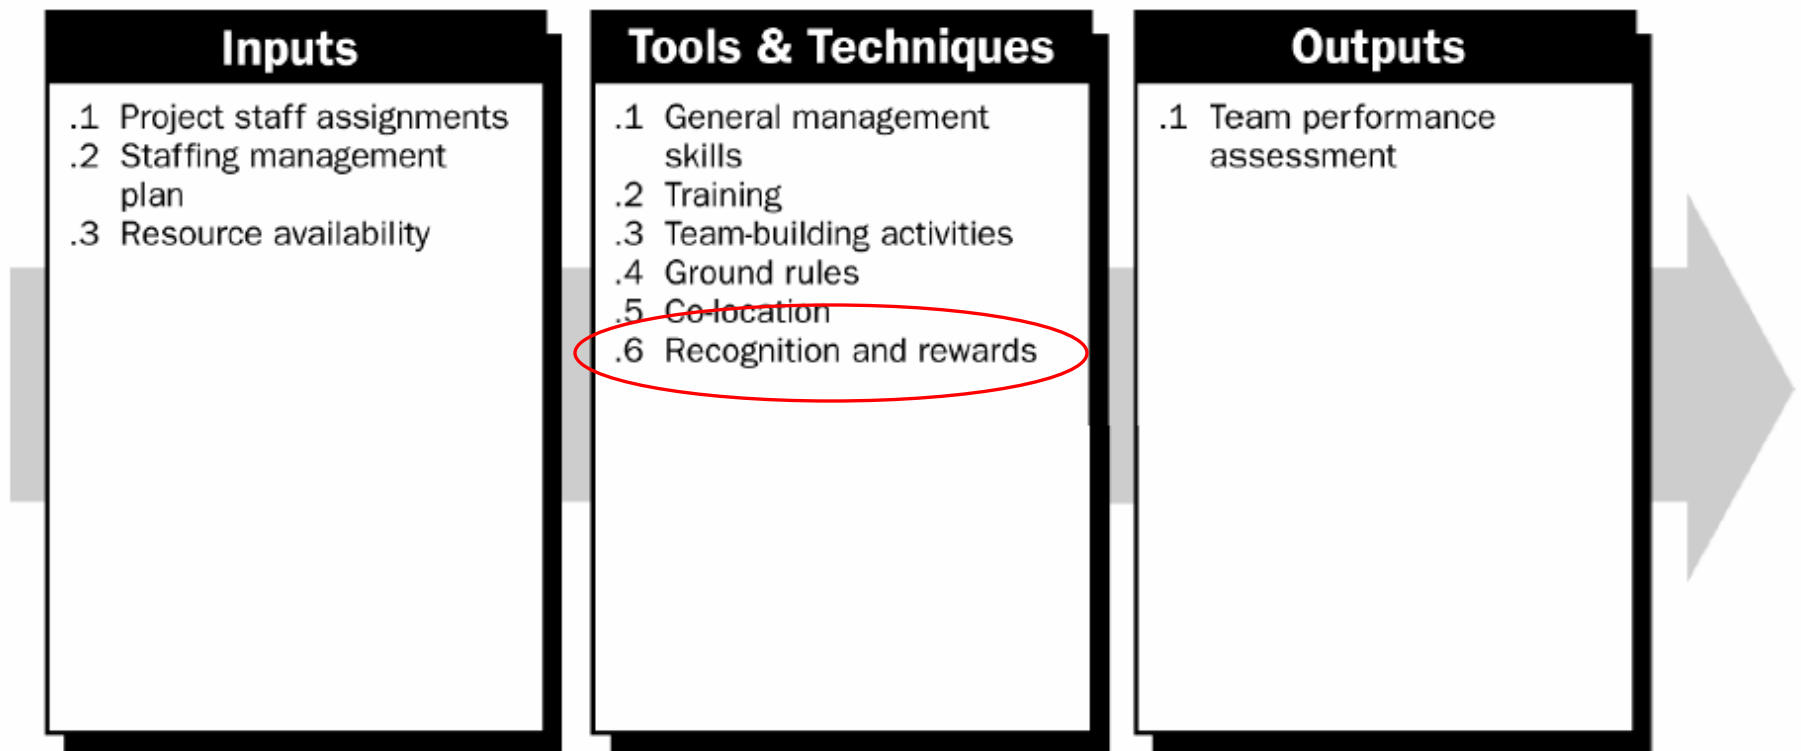 Inputs
.1 Project staff assignments
.2 Staffing management
plan
.3 Resource availability
Tools & Techniques
.1 General management
skills
.2 Training
.3 Team-building activities
.4 Ground rules
.5 Co-location
.6 Recognition and rewards
Outputs
.1 Team performance
assessment